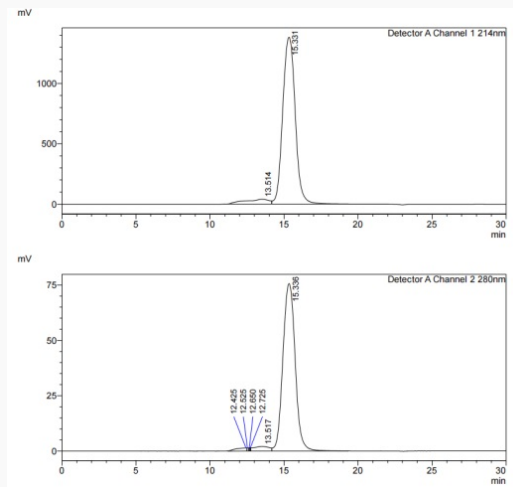 mV
Detector A Channel 1 214nm
15.331
1000
500
13.514
0
0 5 10 15 20 25 30
min
mV
Detector A Channel 2 280nm
75
15.336
50
25
12.425
12.525
12.650
12.725
13.517
0
0 5 10 15 20 25 30
min